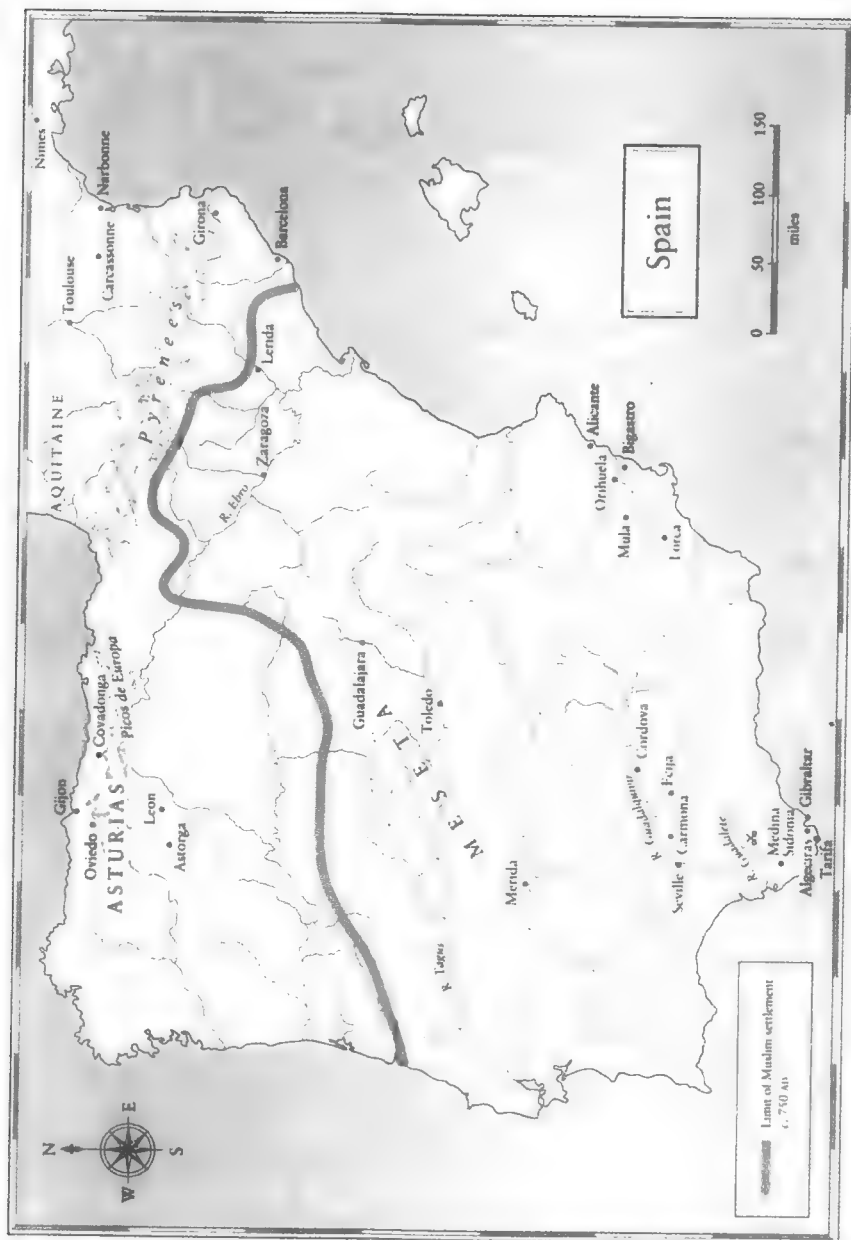 N
W
E
S
AQUITAINE
Toulouse
Nîmes
Carcassonne
Narbonne
Pyrenees
Girona
Barcelona
Lerida
Zaragoza
R. Ebro
Gijon
Oviedo
Covadonga
Picos de Europa
ASTURIAS
Leon
Astorga
Guadalajara
MESETA
Toledo
R. Tagus
Merida
Cordova
R. Guadalquivir
Ecija
Seville
Carmona
R. Guadalete
Medina
Sidonia
Algeciras
Gibraltar
Tarifa
Alicante
Orihuela
Bigastro
Mula
Lorca
Spain
0 50 100 150
miles
Limit of Muslim settlement
c. 750 AD